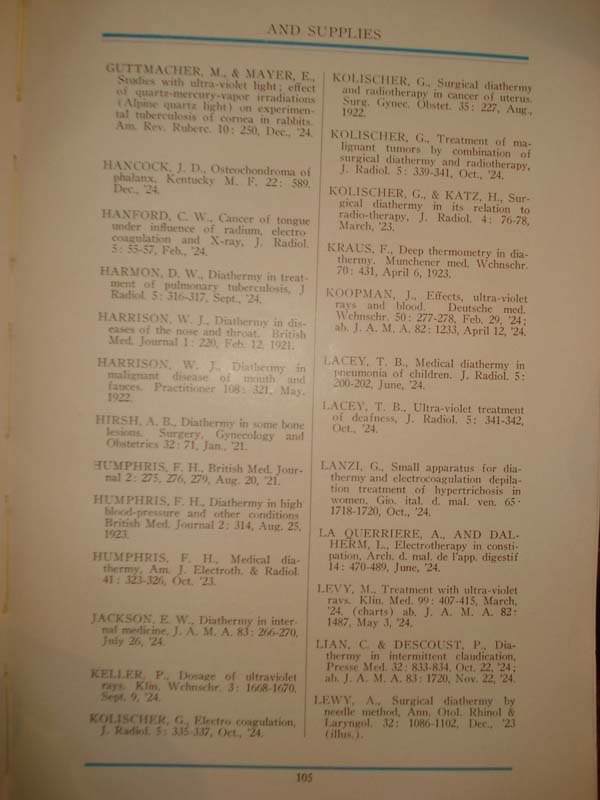 AND SUPPLIES
GUTTMACHER, M., & MAYER, E.,
Studies with ultra-violet light; effect
of quartz-mercury-vapor irradiations
(Alpine quartz light) on experimen-
tal tuberculosis of cornea in rabbits.
Am. Rev. Ruberc. 10: 250, Dec., '24.
HANCOCK, J. D., Osteochondroma of
phalanx, Kentucky M. F. 22: 589,
Dec., '24.
HANFORD, C. W., Cancer of tongue
under influence of radium, electro
coagulation and X-ray, J. Radiol.
5: 55-57, Feb., '24.
HARMON, D. W., Diathermy in treat-
ment of pulmonary tuberculosis, J
Radiol. 5: 316-317, Sept., '24.
HARRISON, W. J., Diathermy in dis-
eases of the nose and throat. British
Med. Journal 1: 220, Feb. 12, 1921.
HARRISON, W. J., Diathermy in
malignant disease of mouth and
fauces. Practitioner 108: 321, May,
1922.
HIRSH, A. B., Diathermy in some bone
lesions. Surgery, Gynecology and
Obstetrics 32: 71, Jan., '21.
HUMPHRIS, F. H., British Med. Jour-
nal 2: 275, 276, 279, Aug. 20, '21.
HUMPHRIS, F. H., Diathermy in high
blood-pressure and other conditions
British Med. Journal 2: 314, Aug. 25,
1923.
HUMPHRIS, F. H., Medical dia-
thermy, Am. J. Electroth. & Radiol.
41: 323-326, Oct. '23.
JACKSON, E. W., Diathermy in inter-
nal medicine, J. A. M. A. 83: 266-270,
July 26, '24.
KELLER, P., Dosage of ultraviolet
rays. Klin. Wchnschr. 3: 1668-1670,
Sept. 9, '24.
KOLISCHER, G., Electro coagulation,
J. Radiol. 5: 335-337, Oct., '24.
KOLISCHER, G., Surgical diathermy
and radiotherapy in cancer of uterus.
Surg. Gynec. Obstet. 35: 227, Aug.,
1922.
KOLISCHER, G., Treatment of ma-
lignant tumors by combination of
surgical diathermy and radiotherapy,
J. Radiol. 5: 339-341, Oct., '24.
KOLISCHER, G., & KATZ, H., Sur-
gical diathermy in its relation to
radio-therapy, J. Radiol. 4: 76-78,
March, '23.
KRAUS, F., Deep thermometry in dia-
thermy. Munchener med. Wchnschr.
70: 431, April 6, 1923.
KOOPMAN, J., Effects, ultra-violet
rays and blood. Deutsche med.
Wchnschr. 50: 277-278, Feb. 29, '24;
ab. J. A. M. A. 82: 1233, April 12, '24.
LACEY, T. B., Medical diathermy in
pneumonia of children. J. Radiol. 5:
200-202, June, '24.
LACEY, T. B., Ultra-violet treatment
of deafness, J. Radiol. 5: 341-342,
Oct., '24.
LANZI, G., Small apparatus for dia-
thermy and electrocoagulation depila-
tion treatment of hypertrichosis in
women, Gio. ital. d. mal. ven. 65·
1718-1720, Oct., '24.
LA QUERRIERE, A., AND DAL-
HERM, L., Electrotherapy in consti-
pation, Arch. d. mal. de l'app. digestif
14: 470-489, June, '24.
LEVY, M., Treatment with ultra-violet
rays. Klin. Med. 99: 407-415, March,
'24. (charts) ab. J. A. M. A. 82:
1487, May 3, '24.
LIAN, C. & DESCOUST, P., Dia-
thermy in intermittent claudication,
Presse Med. 32: 833-834, Oct. 22, '24;
ab. J. A. M. A. 83: 1720, Nov. 22, '24.
LEWY, A., Surgical diathermy by
needle method, Ann. Otol. Rhinol &
Laryngol. 32: 1086-1102, Dec., '23
(illus.).
105